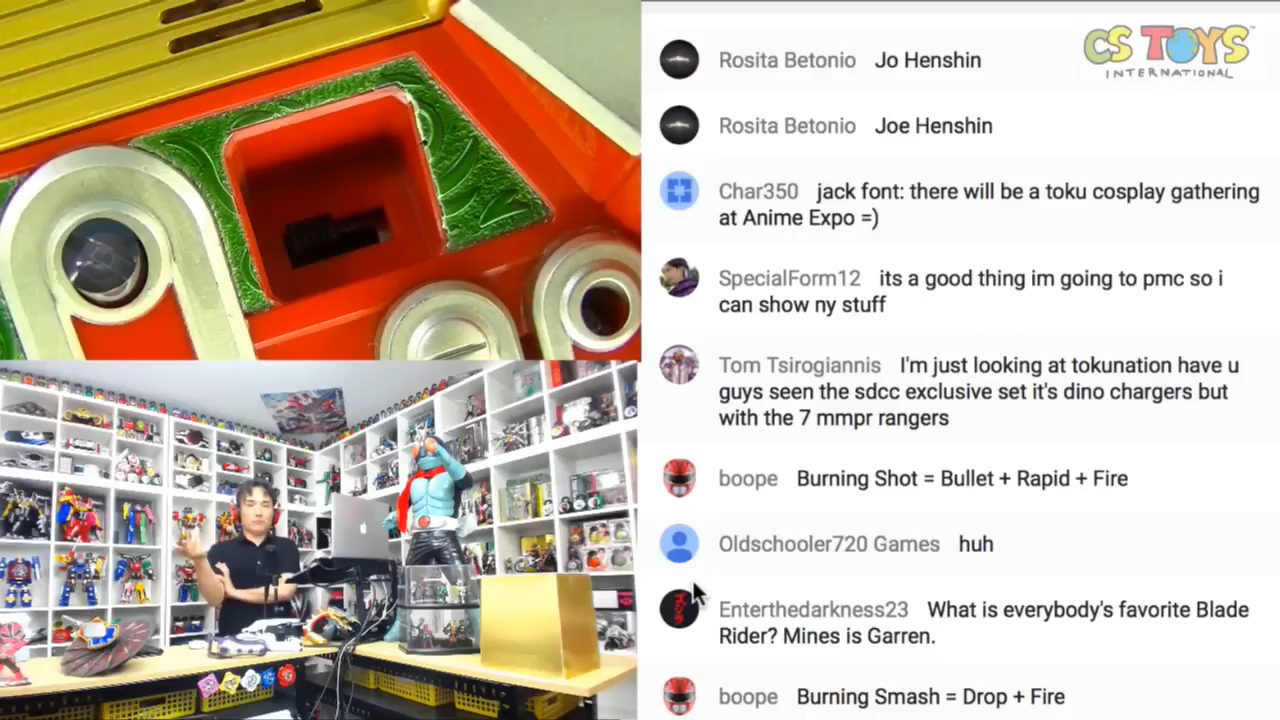 CS TOYS
INTERNATIONAL
Rosita Betonio Jo Henshin
Rosita Betonio Joe Henshin
Char350 jack font: there will be a toku cosplay gathering
at Anime Expo =)
SpecialForm12 its a good thing im going to pmc so i
can show ny stuff
Tom Tsirogiannis I'm just looking at tokunation have u
guys seen the sdcc exclusive set it's dino chargers but
with the 7 mmpr rangers
boope Burning Shot = Bullet + Rapid + Fire
Oldschooler720 Games huh
ゴジラ
Enterthedarkness23 What is everybody's favorite Blade
Rider? Mines is Garren.
boope Burning Smash = Drop + Fire